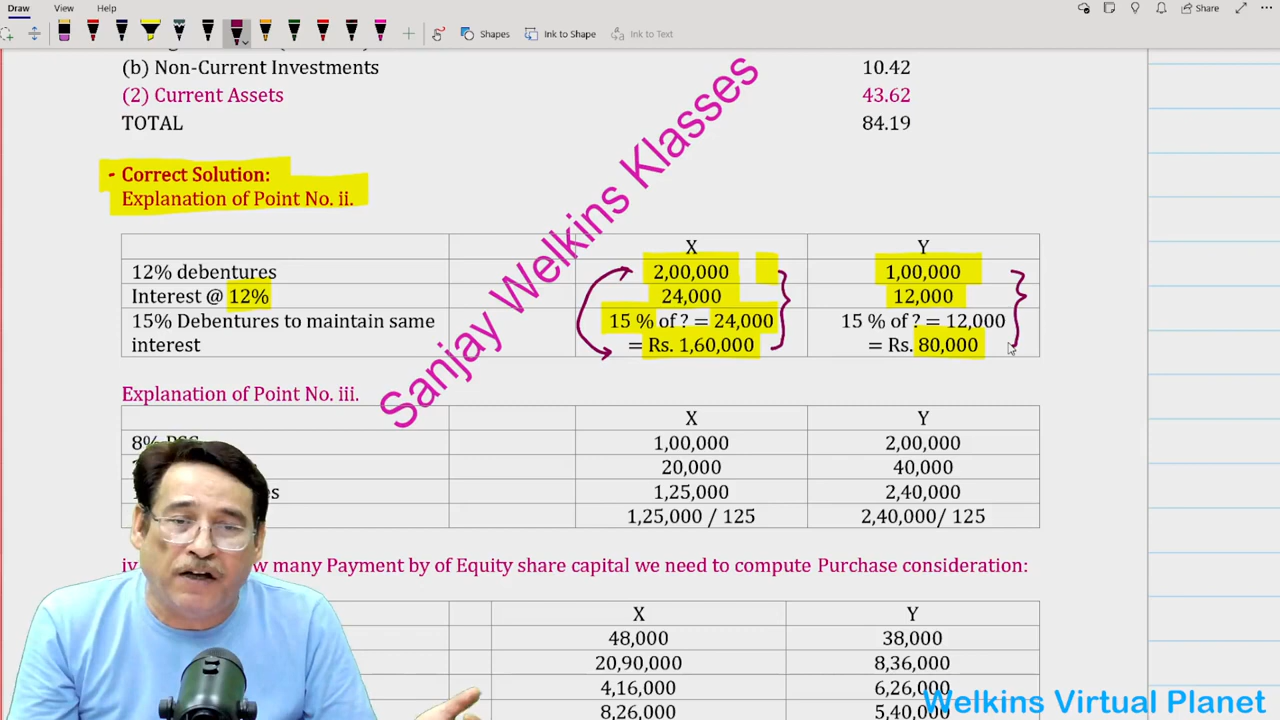 Draw View Help
Share
Shapes Ink to Shape Ink to Text
(b) Non-Current Investments 10.42
(2) Current Assets 43.62
TOTAL 84.19
- Correct Solution:
Explanation of Point No. ii.
X Y
12% debentures 2,00,000 1,00,000
Interest @ 12% 24,000 12,000
15% Debentures to maintain same 15 % of ? = 24,000 15 % of ? = 12,000
interest = Rs. 1,60,000 = Rs. 80,000
Sanjay Welkins Klasses
Explanation of Point No. iii.
X Y
8% 1,00,000 2,00,000
20,000 40,000
1,25,000 2,40,000
1,25,000 / 125 2,40,000/ 125
many Payment by of Equity share capital we need to compute Purchase consideration:
X Y
48,000 38,000
20,90,000 8,36,000
4,16,000 6,26,000
8,26,000 5,40,000
Welkins Virtual Planet